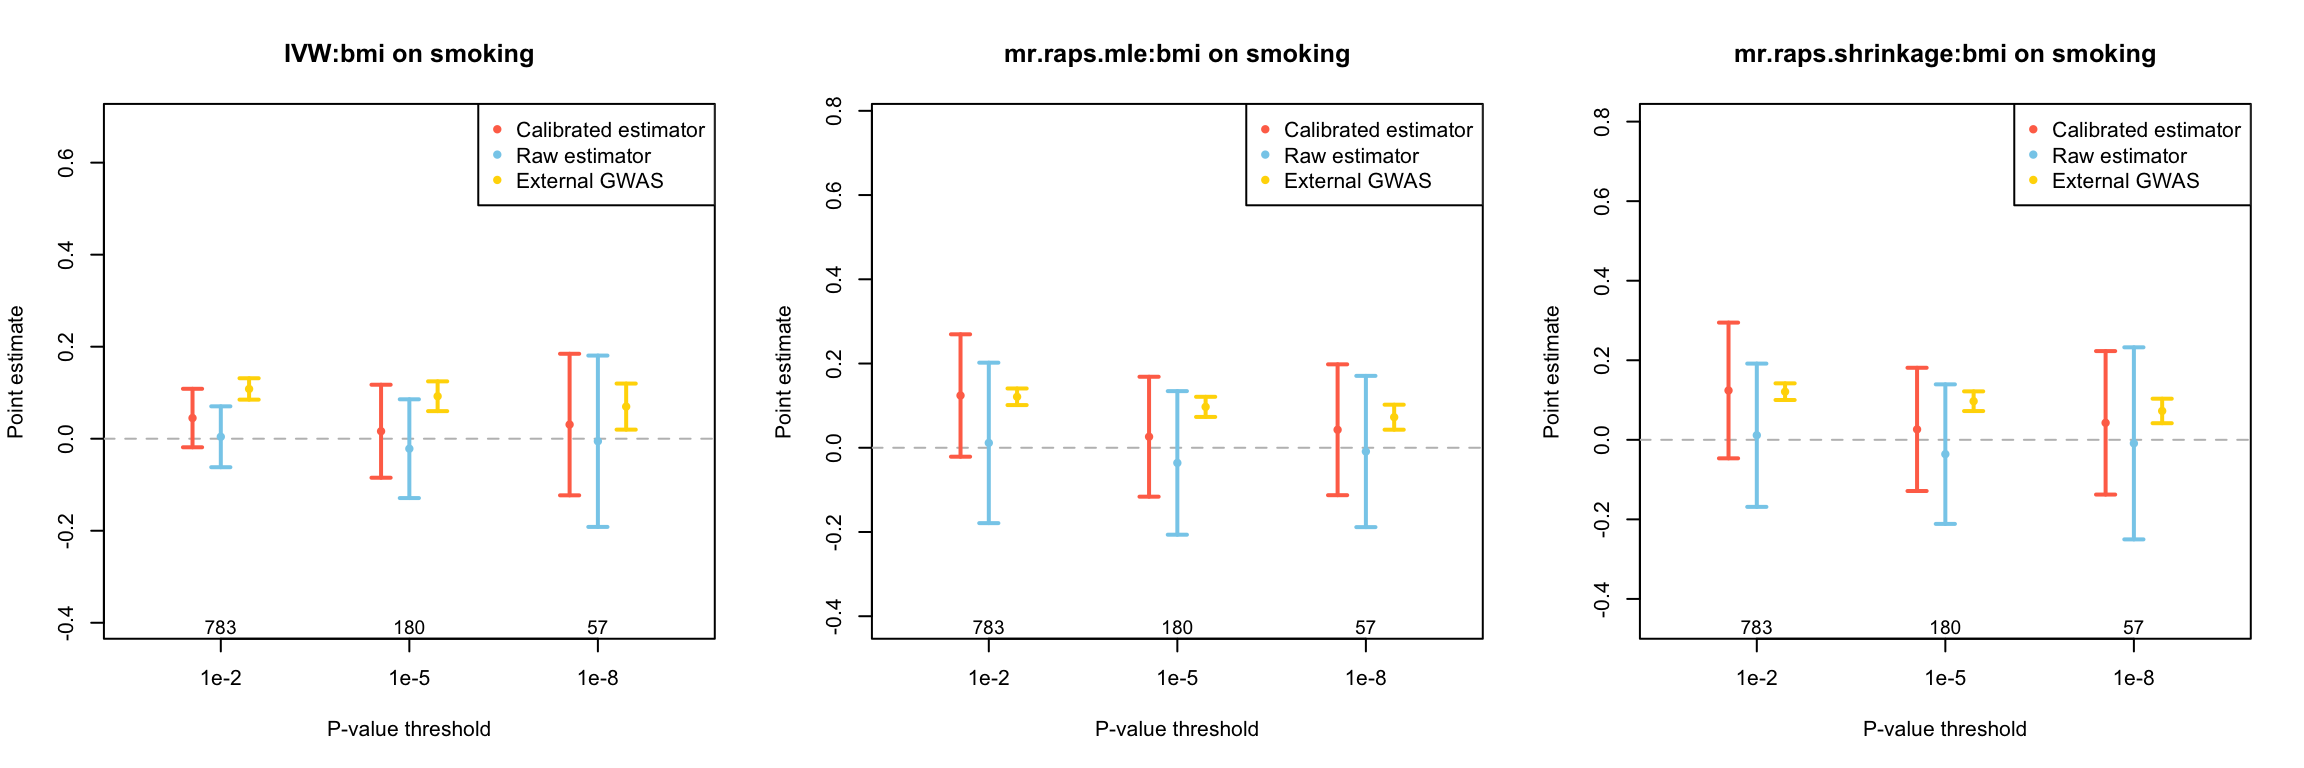 IVW:bmi on smoking
Calibrated estimator
Raw estimator
External GWAS
Point estimate
0.6
0.4
0.2
0.0
-0.2
-0.4
783 180 57
1e-2 1e-5 1e-8
P-value threshold
mr.raps.mle:bmi on smoking
Calibrated estimator
Raw estimator
External GWAS
Point estimate
0.8
0.6
0.4
0.2
0.0
-0.2
-0.4
783 180 57
1e-2 1e-5 1e-8
P-value threshold
mr.raps.shrinkage:bmi on smoking
Calibrated estimator
Raw estimator
External GWAS
Point estimate
0.8
0.6
0.4
0.2
0.0
-0.2
-0.4
783 180 57
1e-2 1e-5 1e-8
P-value threshold